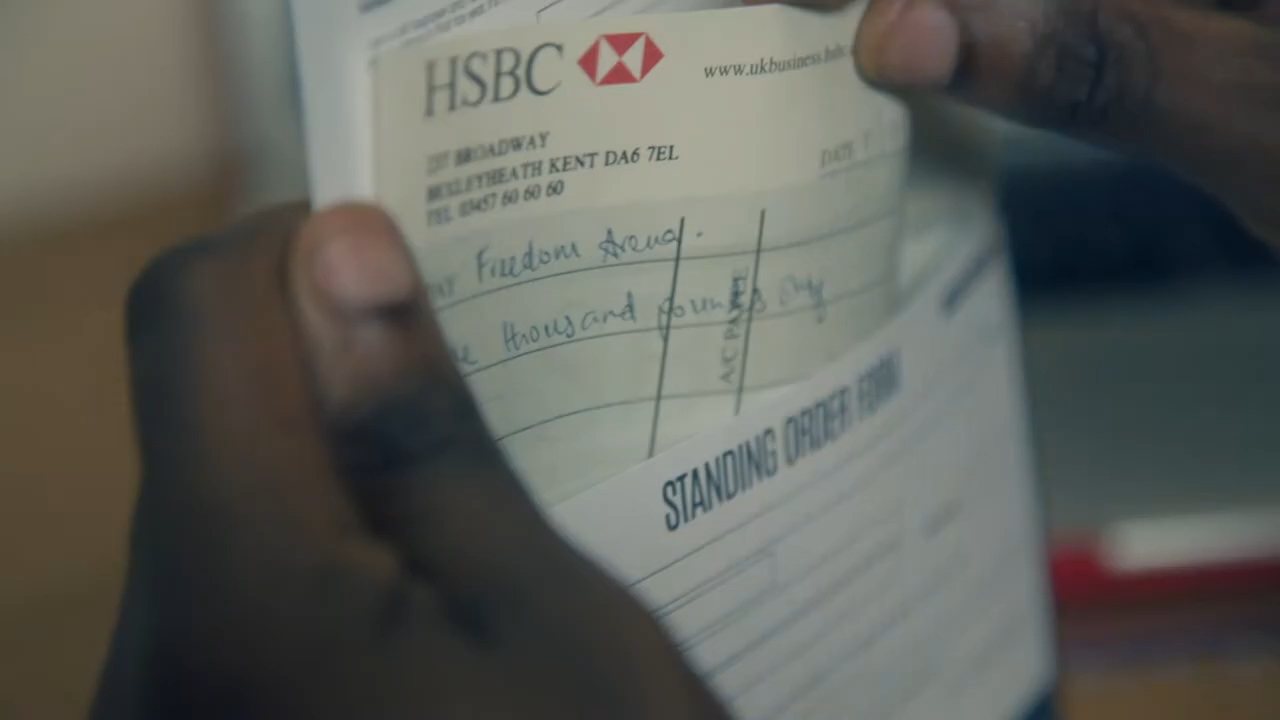 HSBC
www.ukbusiness.hsbc
BROADWAY
BEXLEYHEATH KENT DA6 7EL
TEL 03457 60 60 60
DATE
Freedom Arena.
thousand pounds only
A/C PAYEE
STANDING ORDER FORM